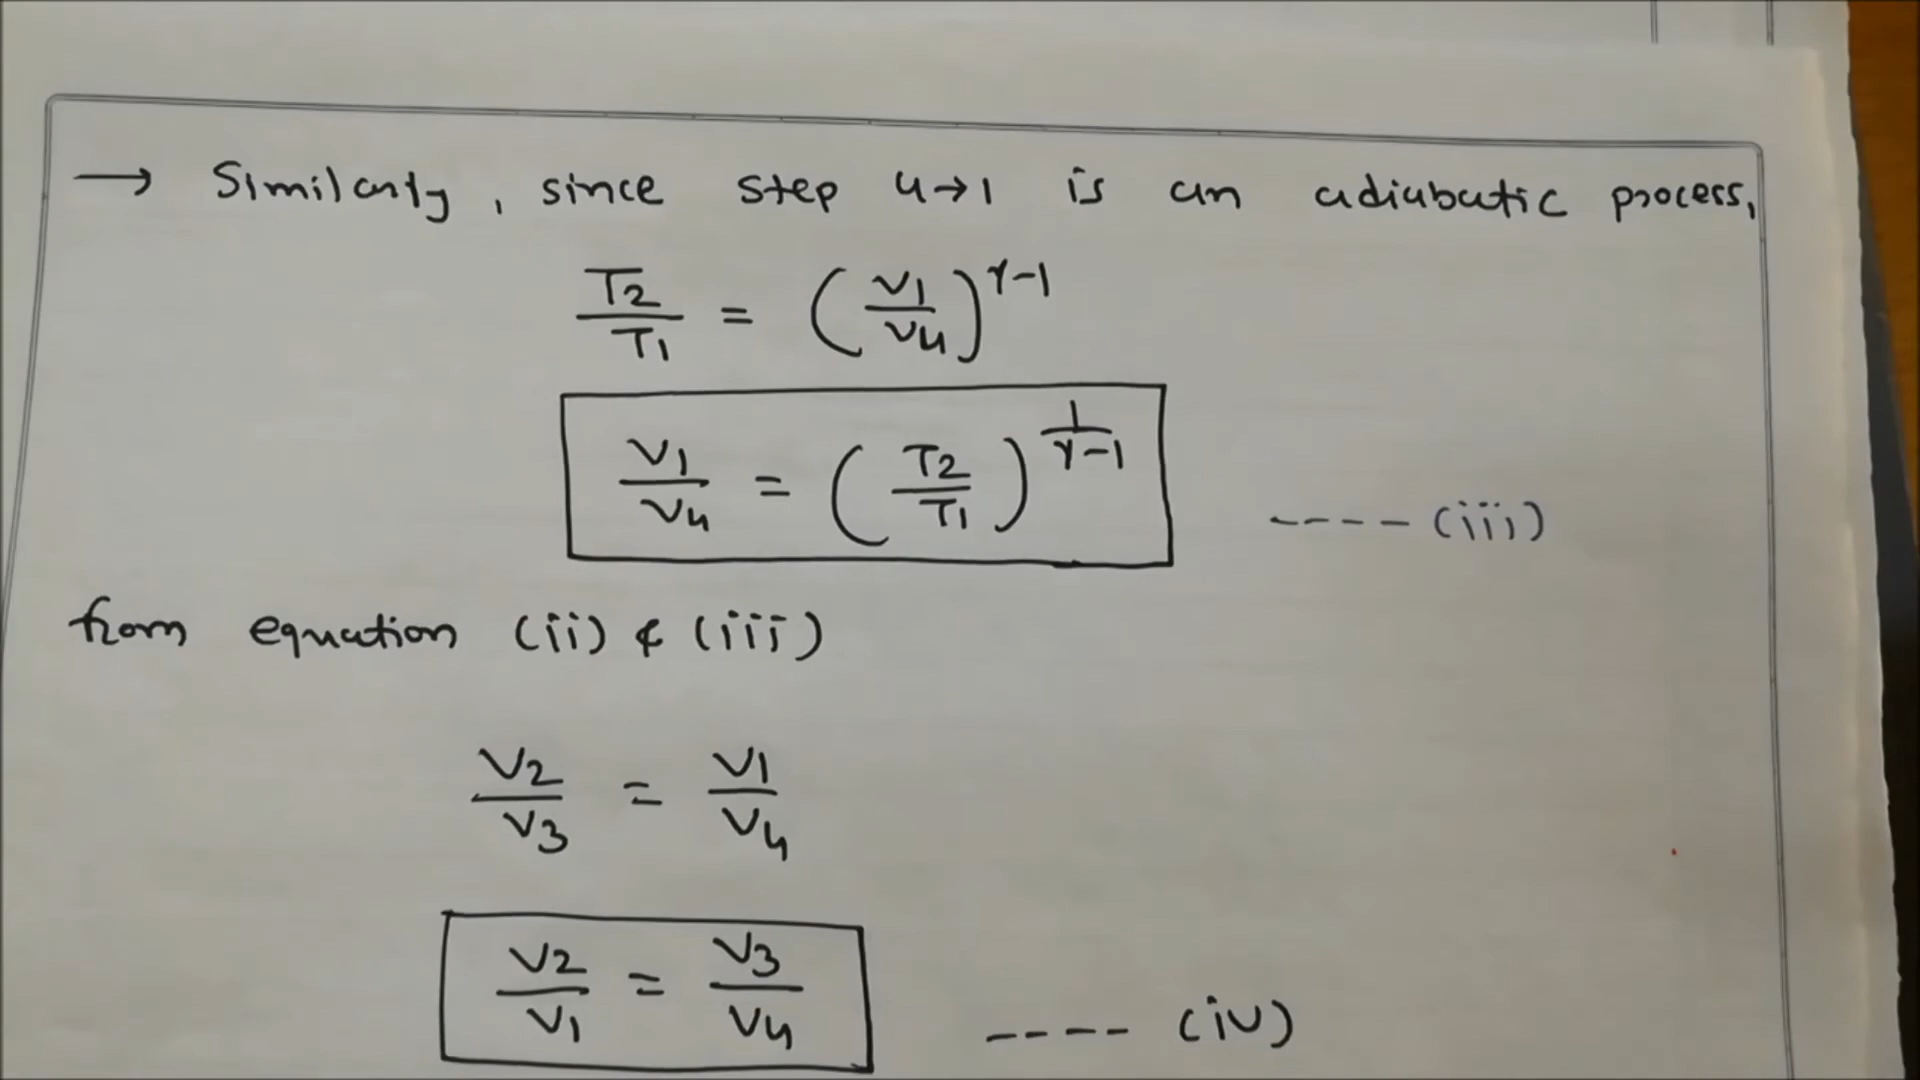 → Similarly, since step 4→1 is an adiabatic process,
T2/T1 = (V1/V4)^γ-1
V1/V4 = (T2/T1)^1/γ-1 ---- (iii)
from equation (ii) & (iii)
V2/V3 = V1/V4
V2/V1 = V3/V4 ---- (iv)